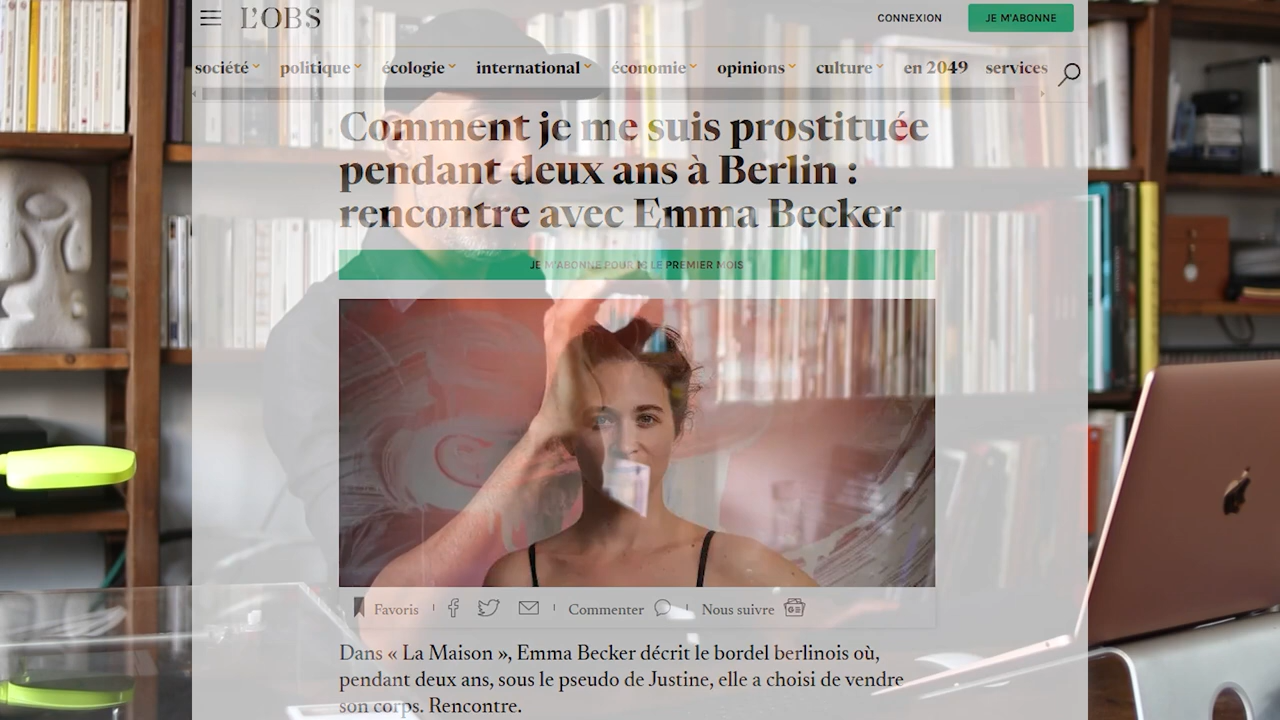 L'OBS
CONNEXION
JE M'ABONNE
société politique écologie international économie opinions culture en 2049 services
Comment je me suis prostituée
pendant deux ans à Berlin :
rencontre avec Emma Becker
JE M'ABONNE POUR 1€ LE PREMIER MOIS
Favoris Commenter Nous suivre
Dans « La Maison », Emma Becker décrit le bordel berlinois où,
pendant deux ans, sous le pseudo de Justine, elle a choisi de vendre
son corps. Rencontre.